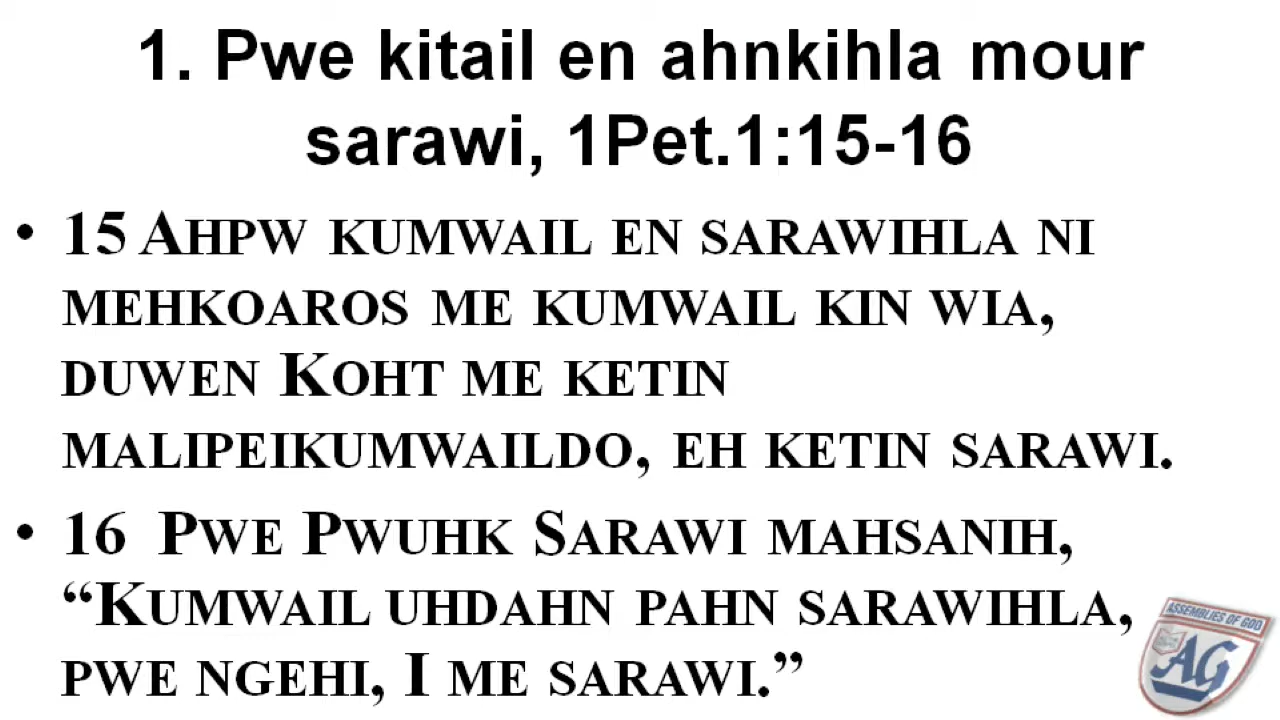 1. Pwe kitail en ahnkihla mour
sarawi, 1Pet.1:15-16
• 15 AHPW KUMWAIL EN SARAWIHLA NI
MEHKOAROS ME KUMWAIL KIN WIA,
DUWEN KOHT ME KETIN
MALIPEIKUMWAILDO, EH KETIN SARAWI.
• 16 PWE PWUHK SARAWI MAHSANIH,
“KUMWAIL UHDAHN PAHN SARAWIHLA,
PWE NGEHI, I ME SARAWI.”
ASSEMBLIES OF GOD
AG